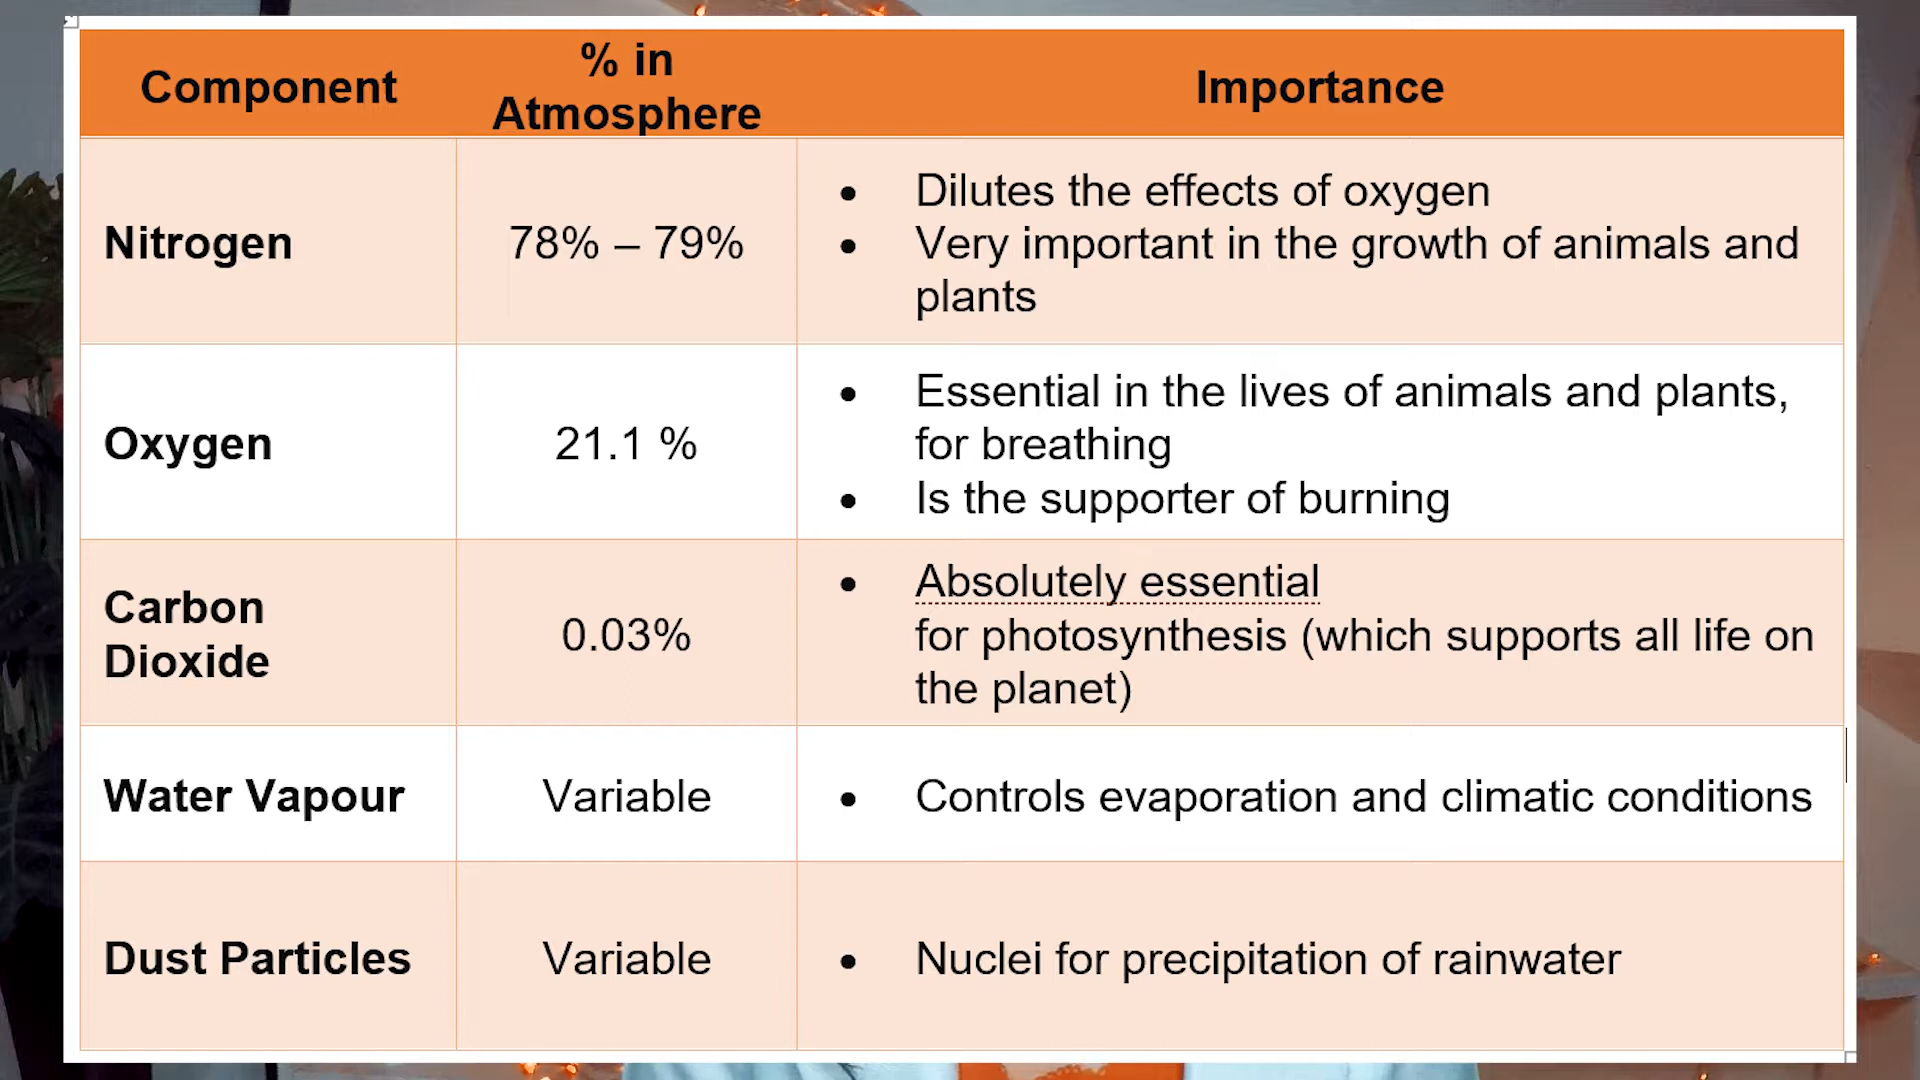 Component
% in
Atmosphere
Importance
Nitrogen
78% – 79%
• Dilutes the effects of oxygen
• Very important in the growth of animals and
plants
Oxygen
21.1 %
• Essential in the lives of animals and plants,
for breathing
• Is the supporter of burning
Carbon
Dioxide
0.03%
• Absolutely essential
for photosynthesis (which supports all life on
the planet)
Water Vapour
Variable
• Controls evaporation and climatic conditions
Dust Particles
Variable
• Nuclei for precipitation of rainwater